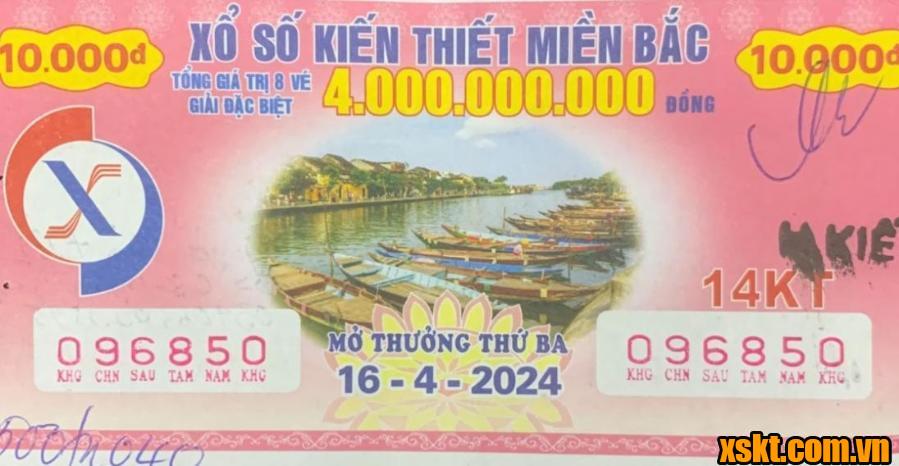 10.000đ
XỔ SỐ KIẾN THIẾT MIỀN BẮC
10.000đ
TỔNG GIÁ TRỊ 8 VÉ
GIẢI ĐẶC BIỆT
4.000.000.000 ĐỒNG
X
KIẾ
14KT
096850
KHG CHN SAU TAM NAM KHG
MỞ THƯỞNG THỨ BA
16 - 4 - 2024
096850
KHG CHN SAU TAM NAM KHG
xskt.com.vn